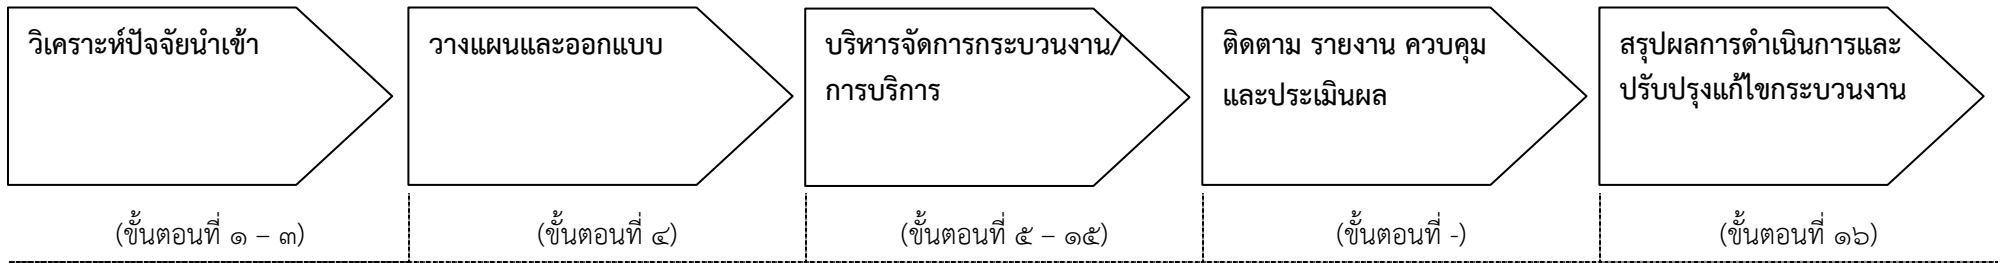 วิเคราะห์ปัจจัยนำเข้า
วางแผนและออกแบบ
บริหารจัดการกระบวนงาน/
การบริการ
ติดตาม รายงาน ควบคุม
และประเมินผล
สรุปผลการดำเนินการและ
ปรับปรุงแก้ไขกระบวนงาน
(ขั้นตอนที่ ๑ – ๓)
(ขั้นตอนที่ ๔)
(ขั้นตอนที่ ๕ – ๑๕)
(ขั้นตอนที่ -)
(ขั้นตอนที่ ๑๖)